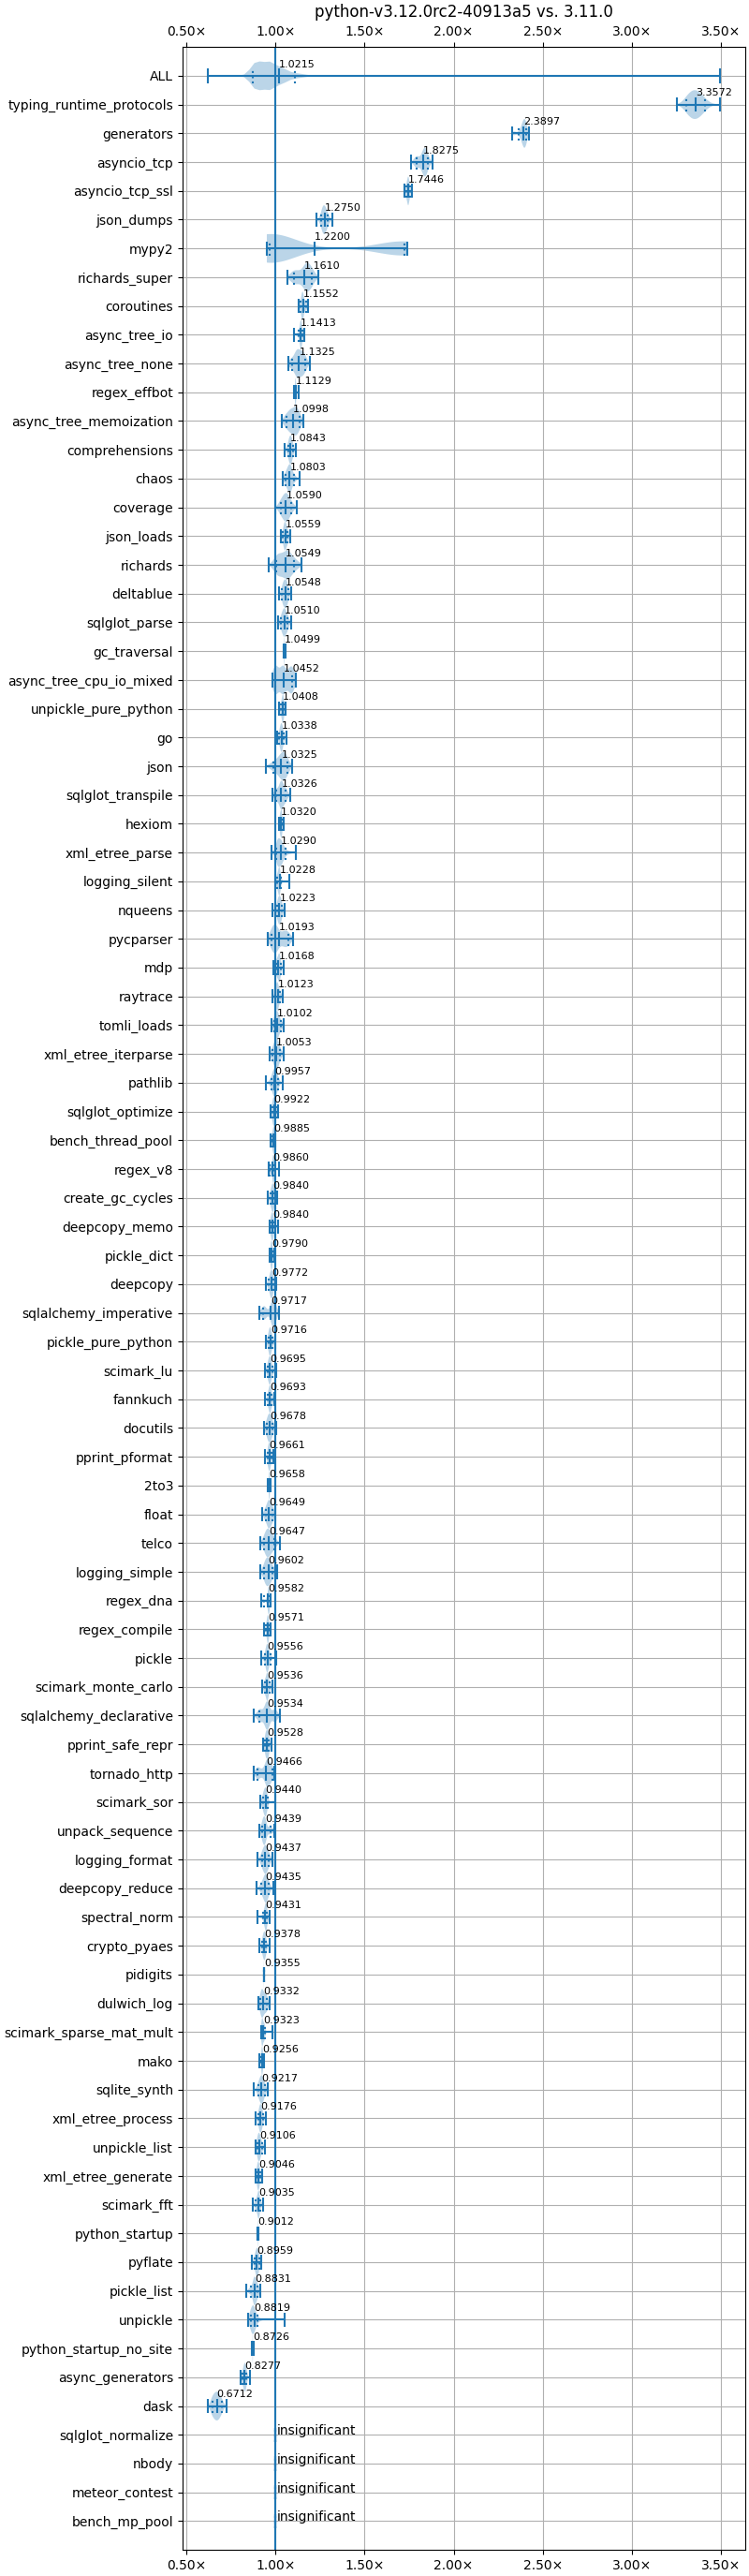 python-v3.12.0rc2-40913a5 vs. 3.11.0
0.50× 1.00× 1.50× 2.00× 2.50× 3.00× 3.50×
ALL 1.0215
typing_runtime_protocols 3.3572
generators 2.3897
asyncio_tcp 1.8275
asyncio_tcp_ssl 1.7446
json_dumps 1.2750
mypy2 1.2200
richards_super 1.1610
coroutines 1.1552
async_tree_io 1.1413
async_tree_none 1.1325
regex_effbot 1.1129
async_tree_memoization 1.0998
comprehensions 1.0843
chaos 1.0803
coverage 1.0590
json_loads 1.0559
richards 1.0549
deltablue 1.0548
sqlglot_parse 1.0510
gc_traversal 1.0499
async_tree_cpu_io_mixed 1.0452
unpickle_pure_python 1.0408
go 1.0338
json 1.0325
sqlglot_transpile 1.0326
hexiom 1.0320
xml_etree_parse 1.0290
logging_silent 1.0228
nqueens 1.0223
pycparser 1.0193
mdp 1.0168
raytrace 1.0123
tomli_loads 1.0102
xml_etree_iterparse 1.0053
pathlib 0.9957
sqlglot_optimize 0.9922
bench_thread_pool 0.9885
regex_v8 0.9860
create_gc_cycles 0.9840
deepcopy_memo 0.9840
pickle_dict 0.9790
deepcopy 0.9772
sqlalchemy_imperative 0.9717
pickle_pure_python 0.9716
scimark_lu 0.9695
fannkuch 0.9693
docutils 0.9678
pprint_pformat 0.9661
2to3 0.9658
float 0.9649
telco 0.9647
logging_simple 0.9602
regex_dna 0.9582
regex_compile 0.9571
pickle 0.9556
scimark_monte_carlo 0.9536
sqlalchemy_declarative 0.9534
pprint_safe_repr 0.9528
tornado_http 0.9466
scimark_sor 0.9440
unpack_sequence 0.9439
logging_format 0.9437
deepcopy_reduce 0.9435
spectral_norm 0.9431
crypto_pyaes 0.9378
pidigits 0.9355
dulwich_log 0.9332
scimark_sparse_mat_mult 0.9323
mako 0.9256
sqlite_synth 0.9217
xml_etree_process 0.9176
unpickle_list 0.9106
xml_etree_generate 0.9046
scimark_fft 0.9035
python_startup 0.9012
pyflate 0.8959
pickle_list 0.8831
unpickle 0.8819
python_startup_no_site 0.8726
async_generators 0.8277
dask 0.6712
sqlglot_normalize insignificant
nbody insignificant
meteor_contest insignificant
bench_mp_pool insignificant
0.50× 1.00× 1.50× 2.00× 2.50× 3.00× 3.50×